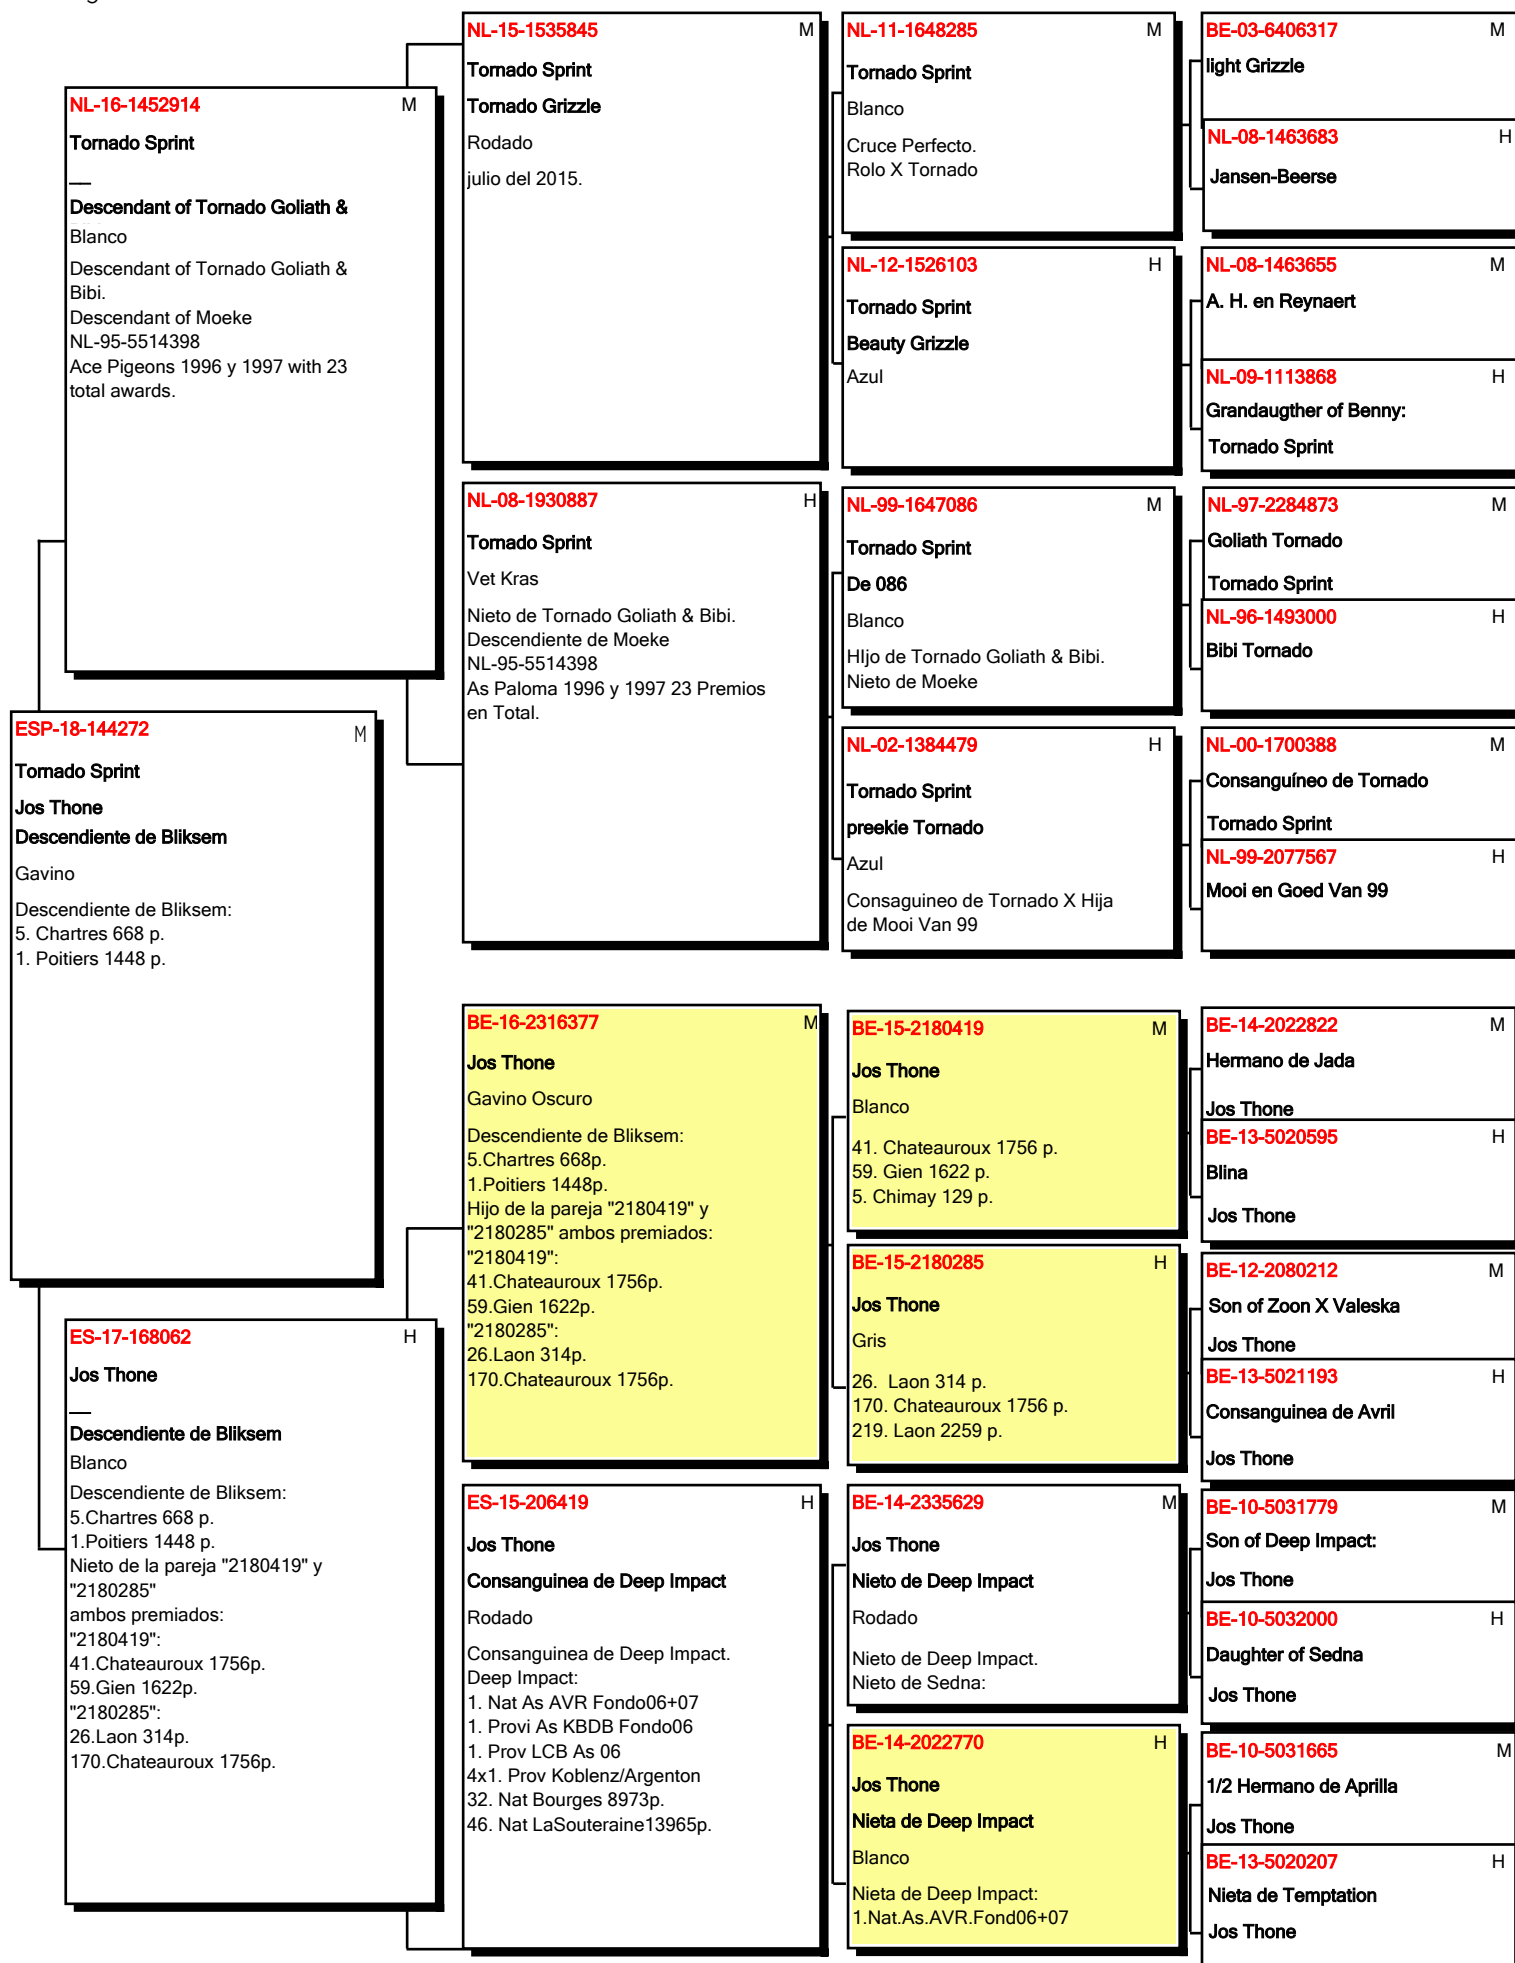 ESP-18-144272 M
Tornado Sprint
Jos Thone
Descendiente de Bliksem
Gavino
Descendiente de Bliksem:
5. Chartres 668 p.
1. Poitiers 1448 p.
NL-16-1452914 M
Tornado Sprint
__
Descendant of Tornado Goliath &
Blanco
Descendant of Tornado Goliath &
Bibi.
Descendant of Moeke
NL-95-5514398
Ace Pigeons 1996 y 1997 with 23
total awards.
ES-17-168062 H
Jos Thone
__
Descendiente de Bliksem
Blanco
Descendiente de Bliksem:
5.Chartres 668 p.
1.Poitiers 1448 p.
Nieto de la pareja "2180419" y
"2180285"
ambos premiados:
"2180419":
41.Chateauroux 1756p.
59.Gien 1622p.
"2180285":
26.Laon 314p.
170.Chateauroux 1756p.
NL-15-1535845 M
Tornado Sprint
Tornado Grizzle
Rodado
julio del 2015.
NL-08-1930887 H
Tornado Sprint
Vet Kras
Nieto de Tornado Goliath & Bibi.
Descendiente de Moeke
NL-95-5514398
As Paloma 1996 y 1997 23 Premios
en Total.
BE-16-2316377 M
Jos Thone
Gavino Oscuro
Descendiente de Bliksem:
5.Chartres 668p.
1.Poitiers 1448p.
Hijo de la pareja "2180419" y
"2180285" ambos premiados:
"2180419":
41.Chateauroux 1756p.
59.Gien 1622p.
"2180285":
26.Laon 314p.
170.Chateauroux 1756p.
ES-15-206419 H
Jos Thone
Consanguinea de Deep Impact
Rodado
Consanguinea de Deep Impact.
Deep Impact:
1. Nat As AVR Fondo06+07
1. Provi As KBDB Fondo06
1. Prov LCB As 06
4x1. Prov Koblenz/Argenton
32. Nat Bourges 8973p.
46. Nat LaSouteraine13965p.
NL-11-1648285 M
Tornado Sprint
Blanco
Cruce Perfecto.
Rolo X Tornado
NL-12-1526103 H
Tornado Sprint
Beauty Grizzle
Azul
NL-99-1647086 M
Tornado Sprint
De 086
Blanco
HIjo de Tornado Goliath & Bibi.
Nieto de Moeke
NL-02-1384479 H
Tornado Sprint
preekie Tornado
Azul
Consaguineo de Tornado X Hija
de Mooi Van 99
BE-15-2180419 M
Jos Thone
Blanco
41. Chateauroux 1756 p.
59. Gien 1622 p.
5. Chimay 129 p.
BE-15-2180285 H
Jos Thone
Gris
26. Laon 314 p.
170. Chateauroux 1756 p.
219. Laon 2259 p.
BE-14-2335629 M
Jos Thone
Nieto de Deep Impact
Rodado
Nieto de Deep Impact.
Nieto de Sedna:
BE-14-2022770 H
Jos Thone
Nieta de Deep Impact
Blanco
Nieta de Deep Impact:
1.Nat.As.AVR.Fond06+07
BE-03-6406317 M
light Grizzle
NL-08-1463683 H
Jansen-Beerse
NL-08-1463655 M
A. H. en Reynaert
NL-09-1113868 H
Grandaugther of Benny:
Tornado Sprint
NL-97-2284873 M
Goliath Tornado
Tornado Sprint
NL-96-1493000 H
Bibi Tornado
NL-00-1700388 M
Consanguíneo de Tornado
Tornado Sprint
NL-99-2077567 H
Mooi en Goed Van 99
BE-14-2022822 M
Hermano de Jada
Jos Thone
BE-13-5020595 H
Blina
Jos Thone
BE-12-2080212 M
Son of Zoon X Valeska
Jos Thone
BE-13-5021193 H
Consanguinea de Avril
Jos Thone
BE-10-5031779 M
Son of Deep Impact:
Jos Thone
BE-10-5032000 H
Daughter of Sedna
Jos Thone
BE-10-5031665 M
1/2 Hermano de Aprilla
Jos Thone
BE-13-5020207 H
Nieta de Temptation
Jos Thone